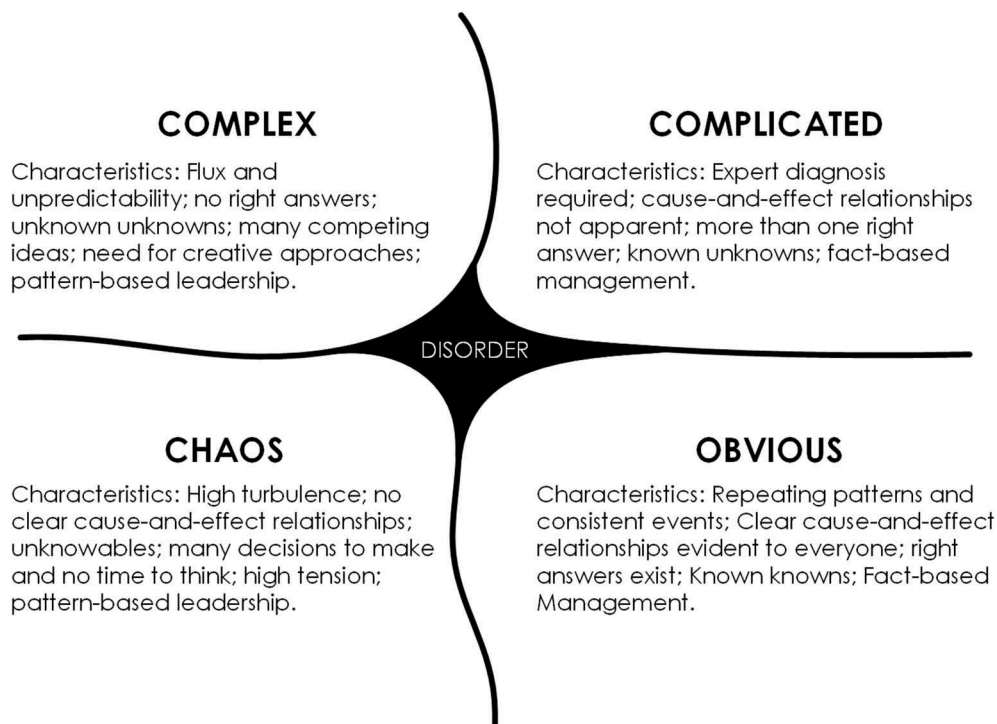 COMPLEX
Characteristics: Flux and
unpredictability; no right answers;
unknown unknowns; many competing
ideas; need for creative approaches;
pattern-based leadership.
COMPLICATED
Characteristics: Expert diagnosis
required; cause-and-effect relationships
not apparent; more than one right
answer; known unknowns; fact-based
management.
DISORDER
CHAOS
Characteristics: High turbulence; no
clear cause-and-effect relationships;
unknowables; many decisions to make
and no time to think; high tension;
pattern-based leadership.
OBVIOUS
Characteristics: Repeating patterns and
consistent events; Clear cause-and-effect
relationships evident to everyone; right
answers exist; Known knowns; Fact-based
Management.